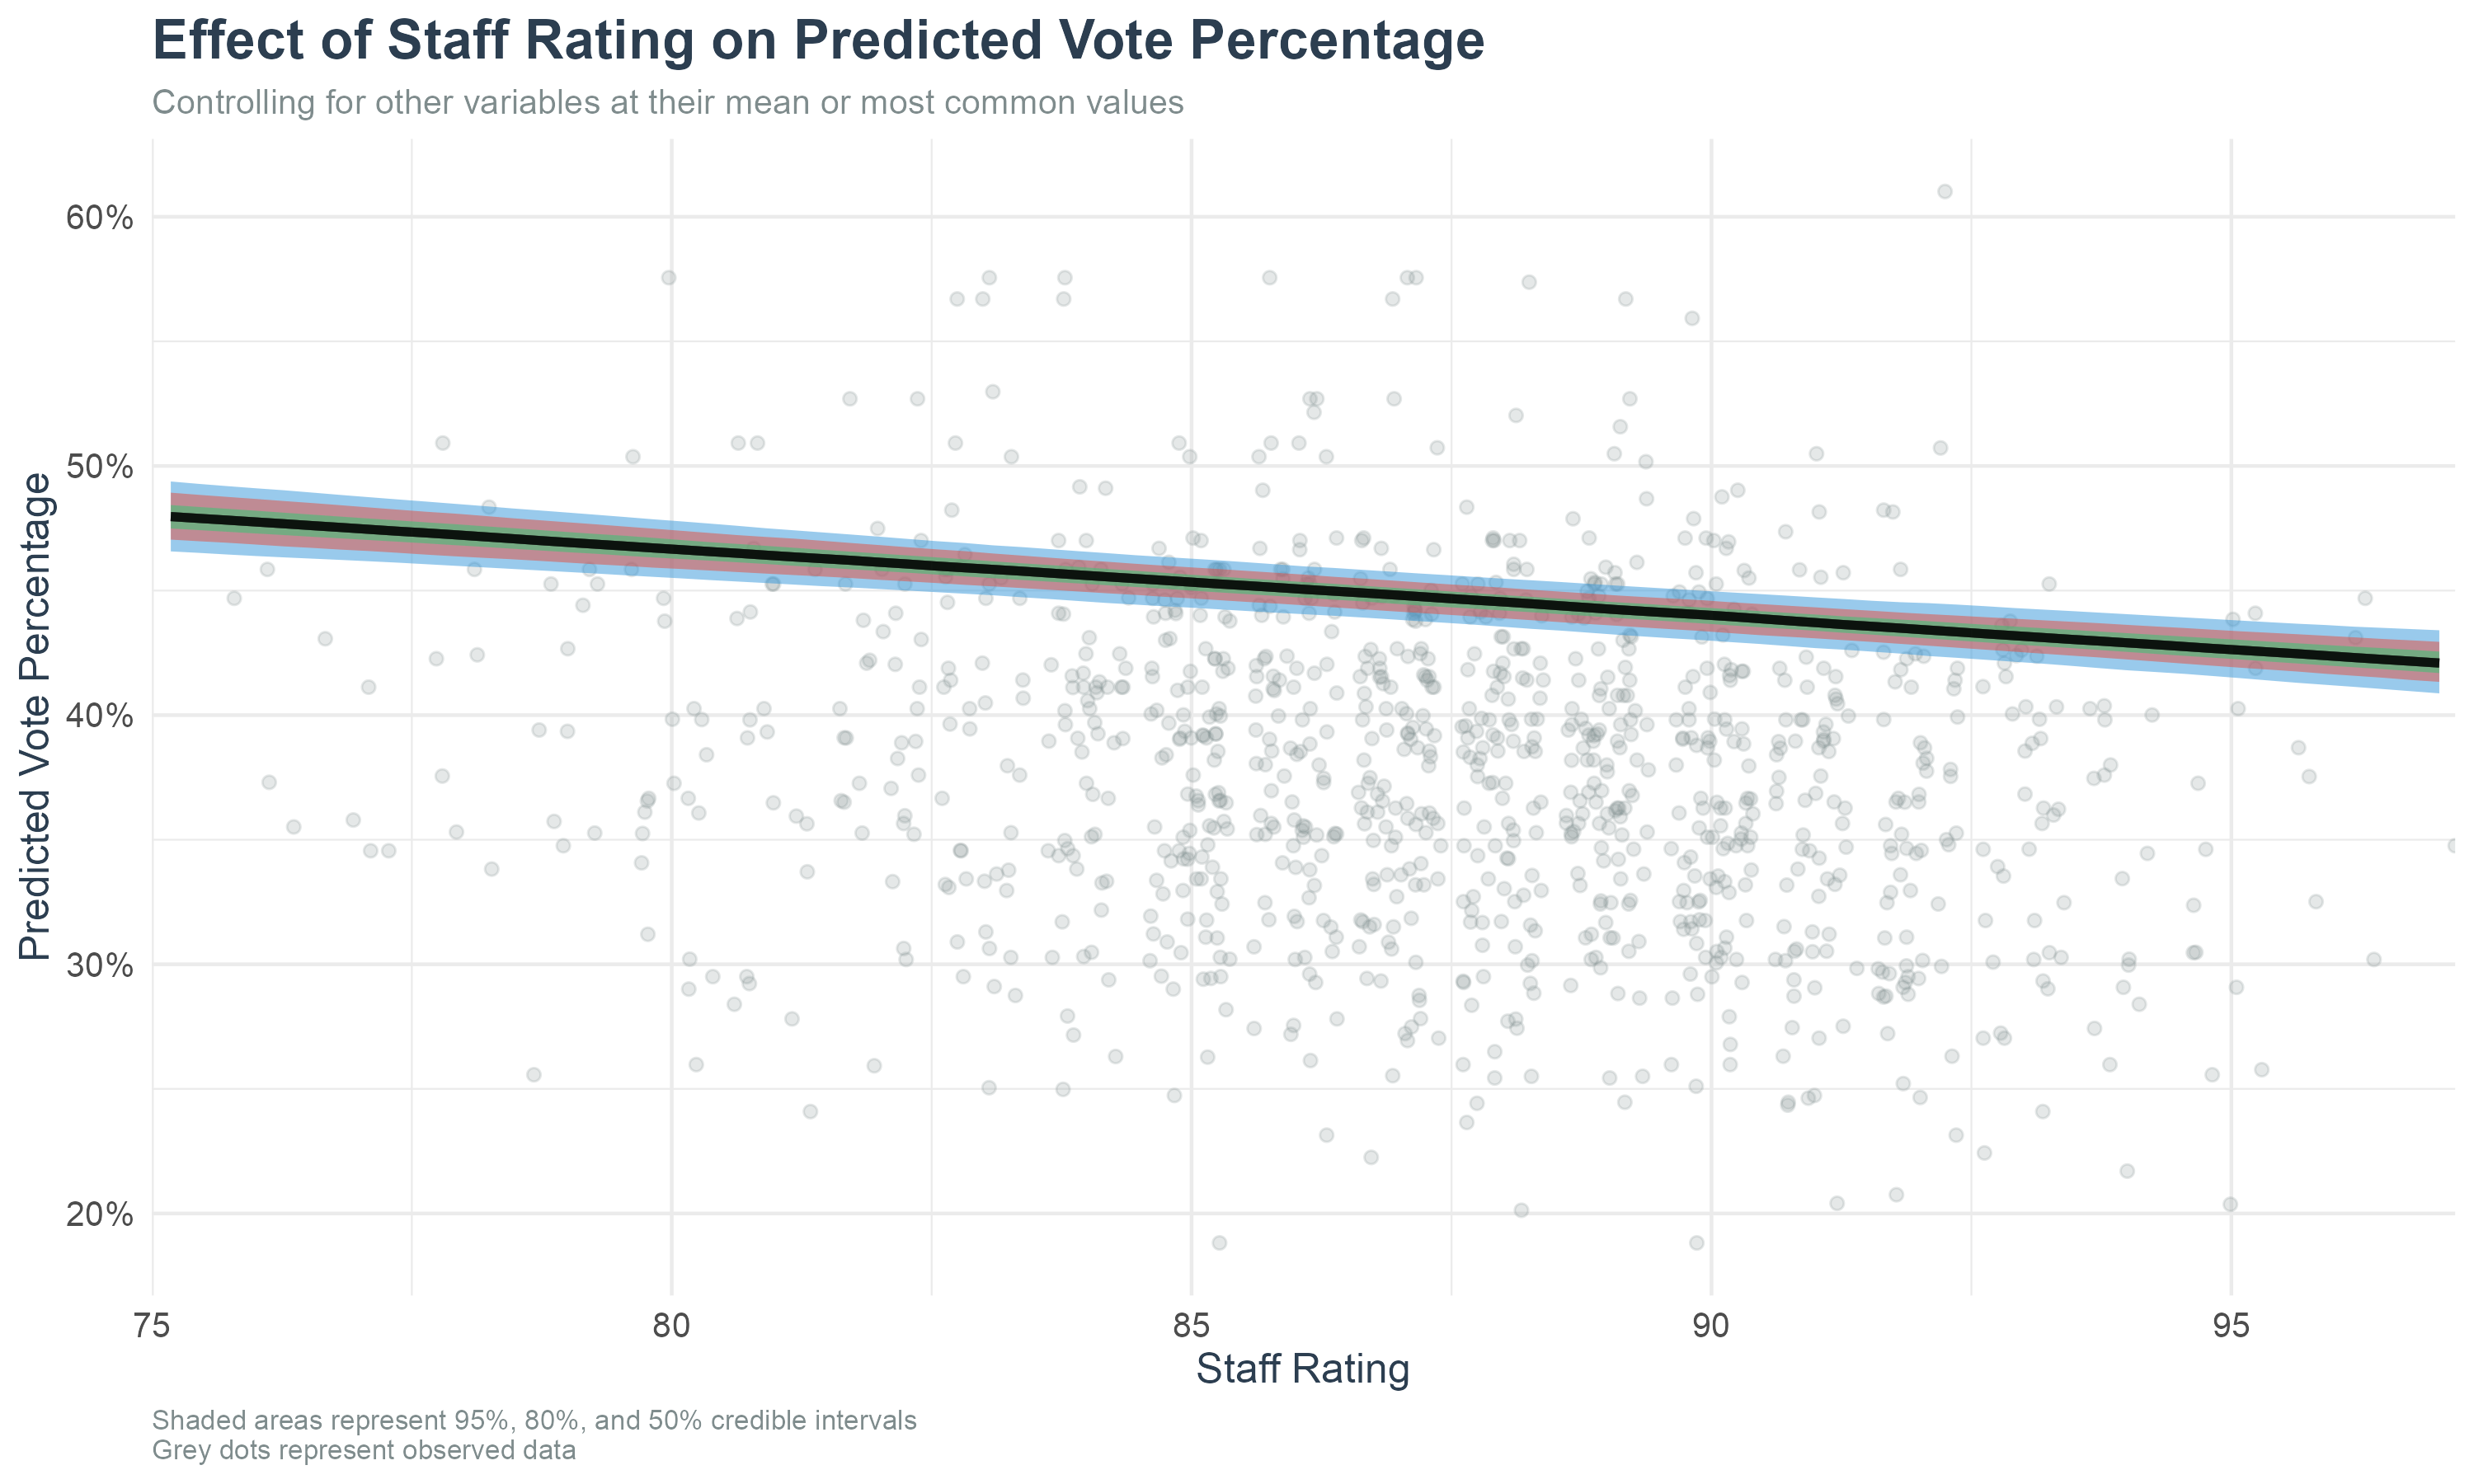 Effect of Staff Rating on Predicted Vote Percentage
Controlling for other variables at their mean or most common values
Predicted Vote Percentage
60%
50%
40%
30%
20%
75 80 85 90 95
Staff Rating
Shaded areas represent 95%, 80%, and 50% credible intervals
Grey dots represent observed data